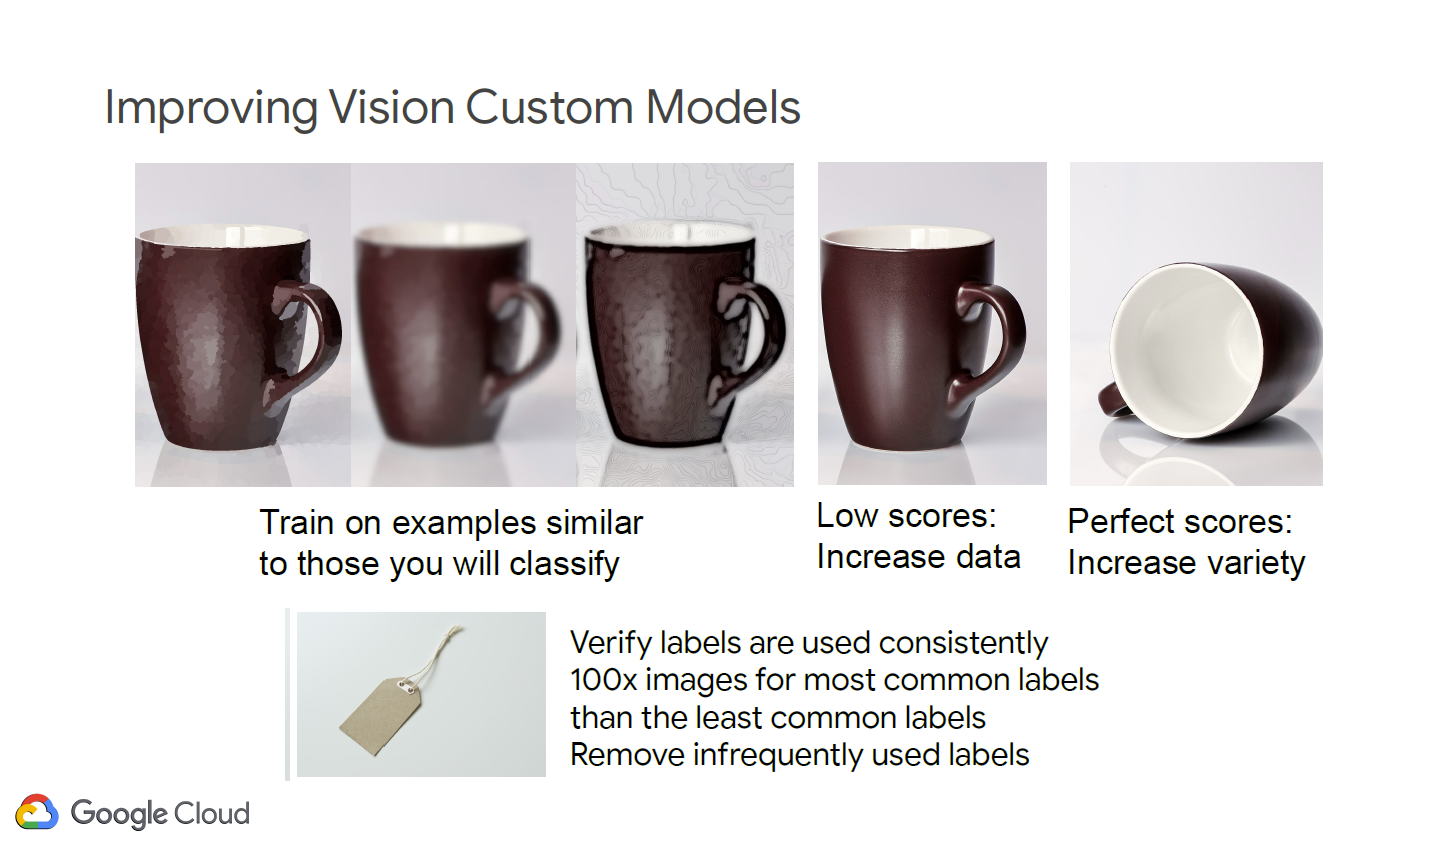 Improving Vision Custom Models
Train on examples similar
to those you will classify
Low scores:
Increase data
Perfect scores:
Increase variety
Verify labels are used consistently
100x images for most common labels
than the least common labels
Remove infrequently used labels
Google Cloud